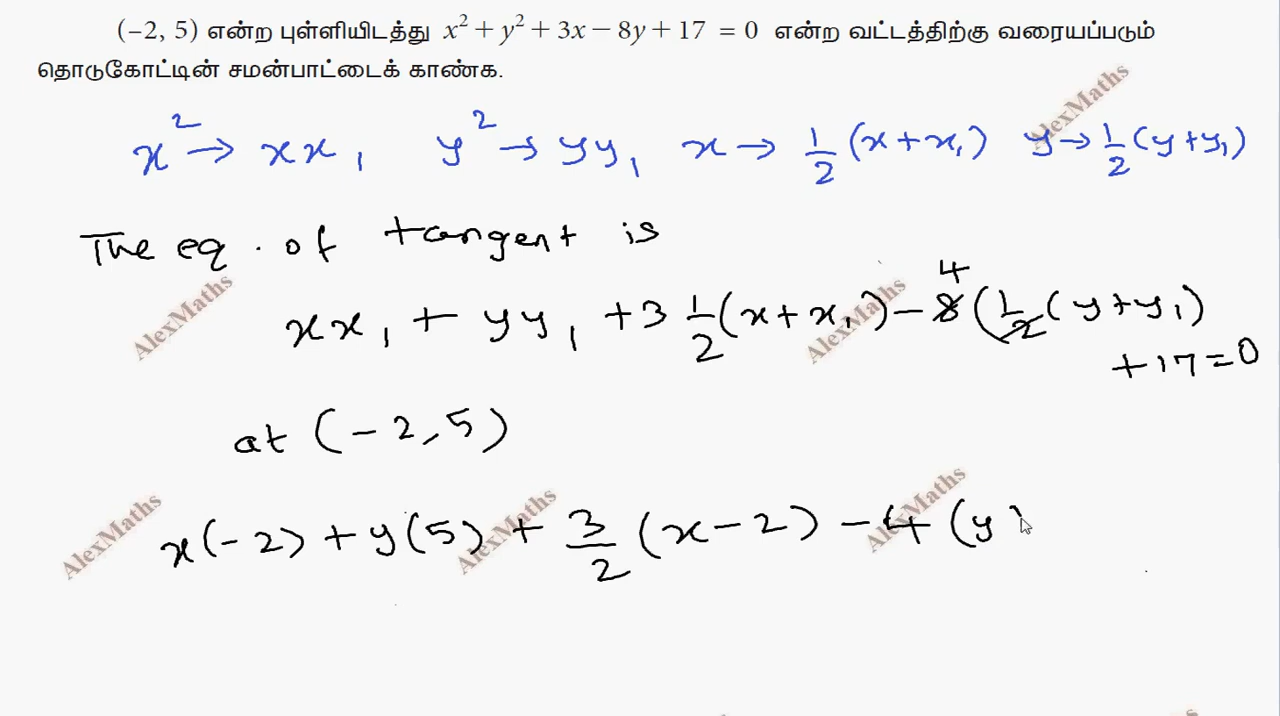 (−2, 5) என்ற புள்ளியிடத்து x² + y² + 3x − 8y + 17 = 0 என்ற வட்டத்திற்கு வரையப்படும்
தொடுகோட்டின் சமன்பாட்டைக் காண்க.
AlexMaths
x² → xx₁ y² → yy₁ x → 1/2 (x+x₁) y → 1/2 (y+y₁)
The eq. of tangent is
AlexMaths AlexMaths
xx₁ + yy₁ + 3 1/2 (x+x₁) − 8 4 (1/2 (y+y₁)
+17=0
at (−2, 5)
AlexMaths AlexMaths AlexMaths
x(−2) + y(5) + 3/2 (x−2) − 4 (y